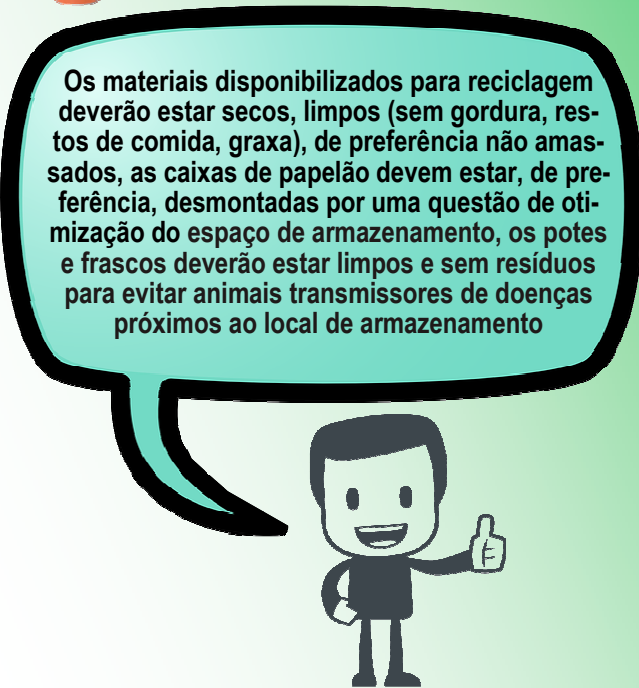 Os materiais disponibilizados para reciclagem
deverão estar secos, limpos (sem gordura, res-
tos de comida, graxa), de preferência não amas-
sados, as caixas de papelão devem estar, de pre-
ferência, desmontadas por uma questão de oti-
mização do espaço de armazenamento, os potes
e frascos deverão estar limpos e sem resíduos
para evitar animais transmissores de doenças
próximos ao local de armazenamento